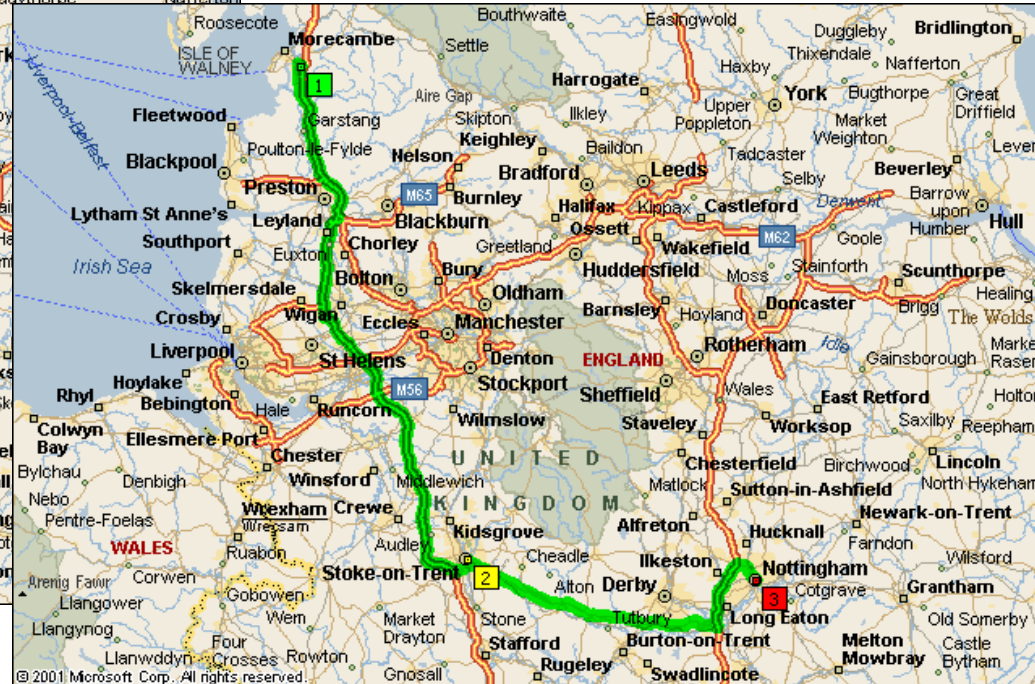 Roosecote
Bouthwaite
Easingwold
Duggleby
Bridlington
Morecambe
Settle
Thixendale
ISLE OF
WALNEY
Haxby
Nafferton
Harrogate
1
York
Bugthorpe
Great
Driffield
Aire Gap
Ilkley
Upper
Poppleton
Fleetwood
Garstang
Skipton
Market
Weighton
Liverpool-Belfast
Keighley
Baildon
Poulton-le-Fylde
Nelson
Tadcaster
Beverley
Blackpool
Bradford
Leeds
Selby
Preston
M65
Burnley
Derwent
Barrow
upon
Humber
Lytham St Anne's
Halifax
Kippax
Castleford
Hull
Leyland
Blackburn
Ossett
Southport
Chorley
Greetland
M62
Goole
Euxton
Wakefield
Irish Sea
Bury
Huddersfield
Moss
Stainforth
Scunthorpe
Bolton
Skelmersdale
Oldham
Healing
Wigan
Barnsley
Doncaster
Brigg
Crosby
Eccles
Manchester
Hoyland
The Wolds
Liverpool
St Helens
Denton
ENGLAND
Rotherham
Idle
Gainsborough
Hoylake
Stockport
M56
Sheffield
Wales
Rhyl
Bebington
Hale
Runcorn
Wilmslow
East Retford
Colwyn
Bay
Ellesmere Port
Staveley
Worksop
Saxilby
Reepham
Chester
UNITED
Chesterfield
Birchwood
Lincoln
Bylchau
Denbigh
Winsford
Middlewich
Matlock
North Hykeham
Nebo
KINGDOM
Sutton-in-Ashfield
Wrexham
Wrecsam
Crewe
Newark-on-Trent
Pentre-Foelas
Kidsgrove
Alfreton
Hucknall
WALES
Ruabon
Audley
Farndon
Cheadle
Ilkeston
Wilsford
Arenig Fawr
Corwen
Stoke-on-Trent
2
Alton
Derby
Nottingham
Cotgrave
Grantham
Llangower
Gobowen
3
Wem
Market
Drayton
Stone
Tutbury
Long Eaton
Old Somerby
Llangynog
Four
Crosses
Burton-on-Trent
Stafford
Melton
Mowbray
Castle
Bytham
Llanwddyn
Rowton
Rugeley
Gnosall
Swadlincote
© 2001 Microsoft Corp. All rights reserved.